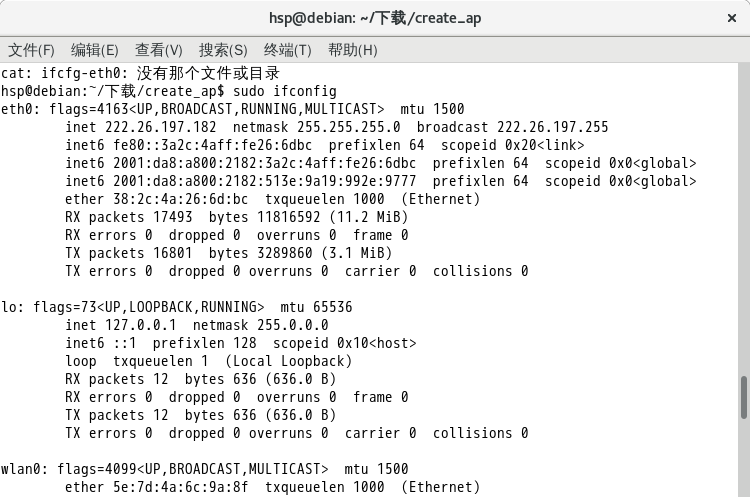 hsp@debian: ~/下载/create_ap
文件(F) 编辑(E) 查看(V) 搜索(S) 终端(T) 帮助(H)
cat: ifcfg-eth0: 没有那个文件或目录
hsp@debian:~/下载/create_ap$ sudo ifconfig
eth0: flags=4163<UP,BROADCAST,RUNNING,MULTICAST>  mtu 1500
        inet 222.26.197.182  netmask 255.255.255.0  broadcast 222.26.197.255
        inet6 fe80::3a2c:4aff:fe26:6dbc  prefixlen 64  scopeid 0x20<link>
        inet6 2001:da8:a800:2182:3a2c:4aff:fe26:6dbc  prefixlen 64  scopeid 0x0<global>
        inet6 2001:da8:a800:2182:513e:9a19:992e:9777  prefixlen 64  scopeid 0x0<global>
        ether 38:2c:4a:26:6d:bc  txqueuelen 1000  (Ethernet)
        RX packets 17493  bytes 11816592 (11.2 MiB)
        RX errors 0  dropped 0  overruns 0  frame 0
        TX packets 16801  bytes 3289860 (3.1 MiB)
        TX errors 0  dropped 0 overruns 0  carrier 0  collisions 0

lo: flags=73<UP,LOOPBACK,RUNNING>  mtu 65536
        inet 127.0.0.1  netmask 255.0.0.0
        inet6 ::1  prefixlen 128  scopeid 0x10<host>
        loop  txqueuelen 1  (Local Loopback)
        RX packets 12  bytes 636 (636.0 B)
        RX errors 0  dropped 0  overruns 0  frame 0
        TX packets 12  bytes 636 (636.0 B)
        TX errors 0  dropped 0 overruns 0  carrier 0  collisions 0

wlan0: flags=4099<UP,BROADCAST,MULTICAST>  mtu 1500
        ether 5e:7d:4a:6c:9a:8f  txqueuelen 1000  (Ethernet)